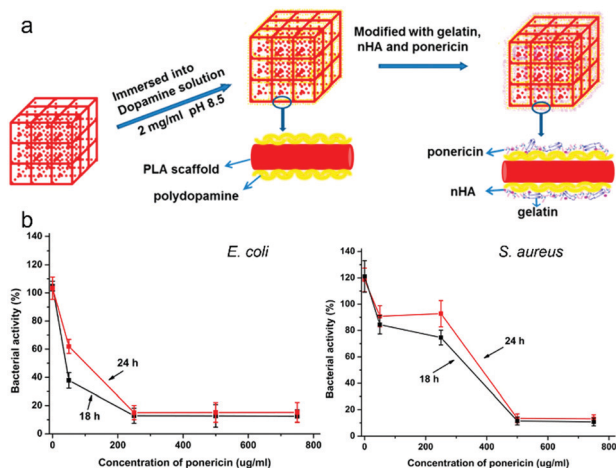 a
Immersed into
Dopamine solution
2 mg/ml pH 8.5
Modified with gelatin,
nHA and ponericin
PLA scaffold
polydopamine
ponericin
nHA
gelatin
b
E. coli
140
120
100
80
60
40
20
0
Bacterial activity (%)
24 h
18 h
0 200 400 600 800
Concentration of ponericin (ug/ml)
S. aureus
140
120
100
80
60
40
20
0
Bacterial activity (%)
24 h
18 h
0 200 400 600 800
Concentration of ponericin (ug/ml)